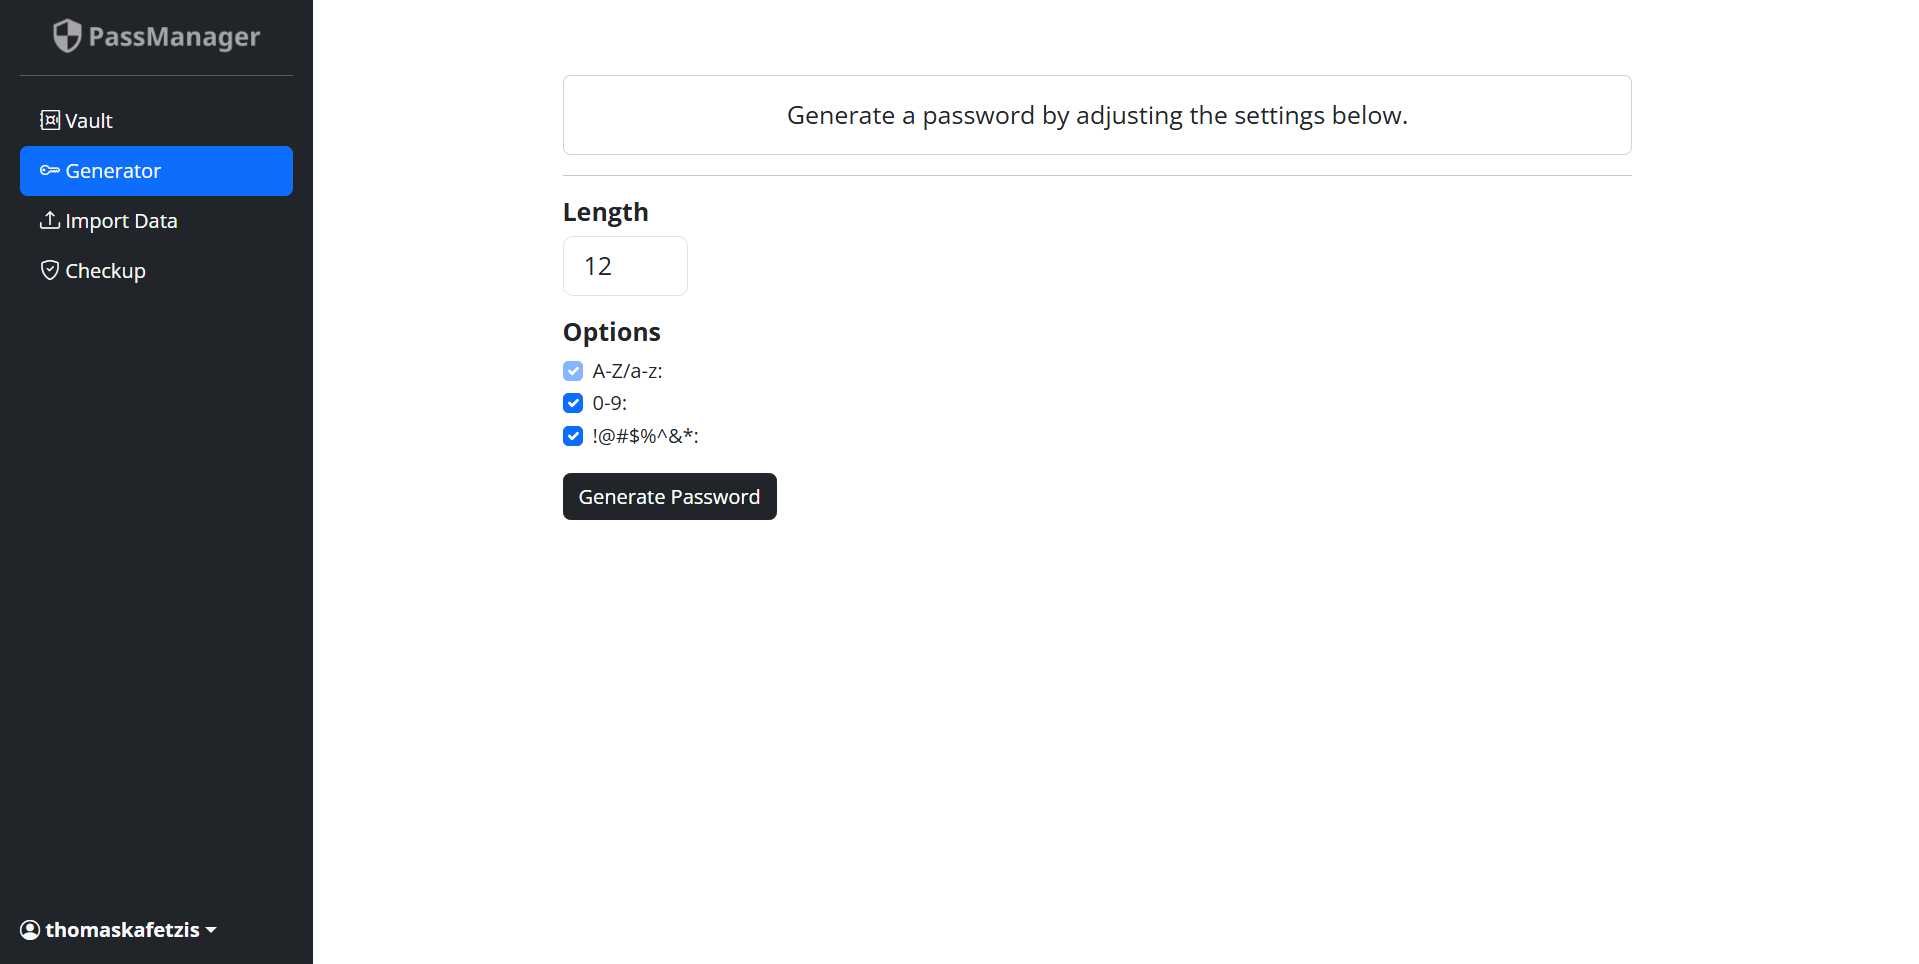 PassManager
Vault
Generator
Import Data
Checkup
thomaskafetzis
Generate a password by adjusting the settings below.
Length
12
Options
A-Z/a-z:
0-9:
!@#$%^&*:
Generate Password